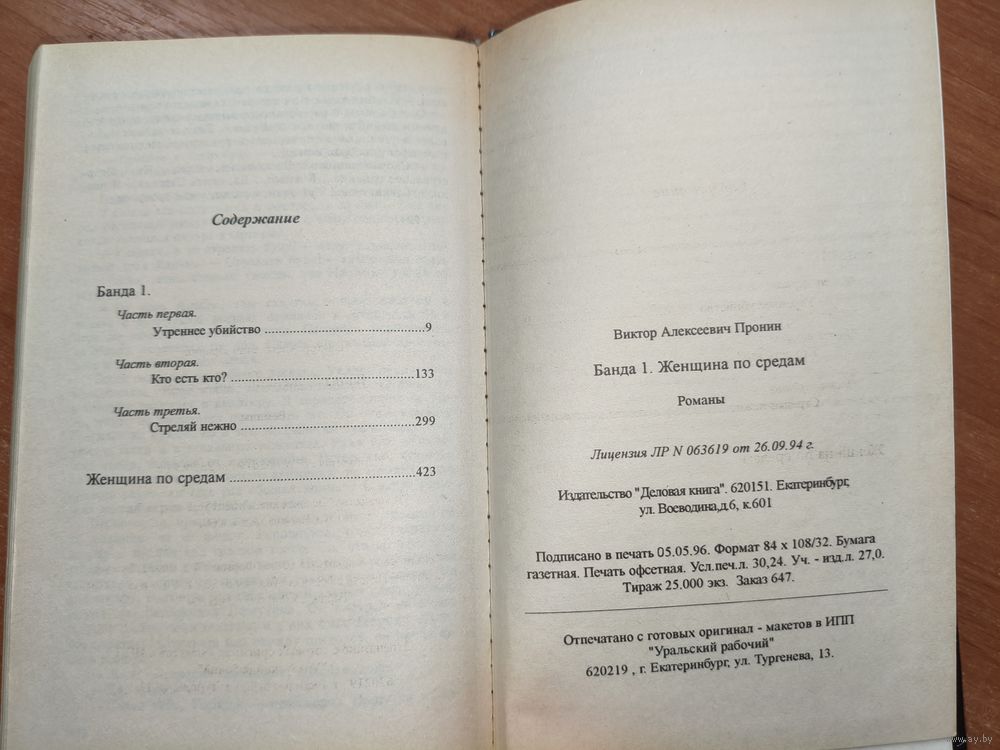 Содержание
Банда 1.
Часть первая.
Утреннее убийство ..........................................9
Часть вторая.
Кто есть кто? ................................................133
Часть третья.
Стреляй нежно .............................................299
Женщина по средам ................................................423
Виктор Алексеевич Пронин
Банда 1. Женщина по средам
Романы
Лицензия ЛР N 063619 от 26.09.94 г.
Издательство "Деловая книга". 620151. Екатеринбург,
ул. Воеводина,д.6, к.601
Подписано в печать 05.05.96. Формат 84 х 108/32. Бумага
газетная. Печать офсетная. Усл.печ.л. 30,24. Уч. - изд.л. 27,0.
Тираж 25.000 экз. Заказ 647.
Отпечатано с готовых оригинал - макетов в ИПП
"Уральский рабочий"
620219 , г. Екатеринбург, ул. Тургенева, 13.
www.ay.by